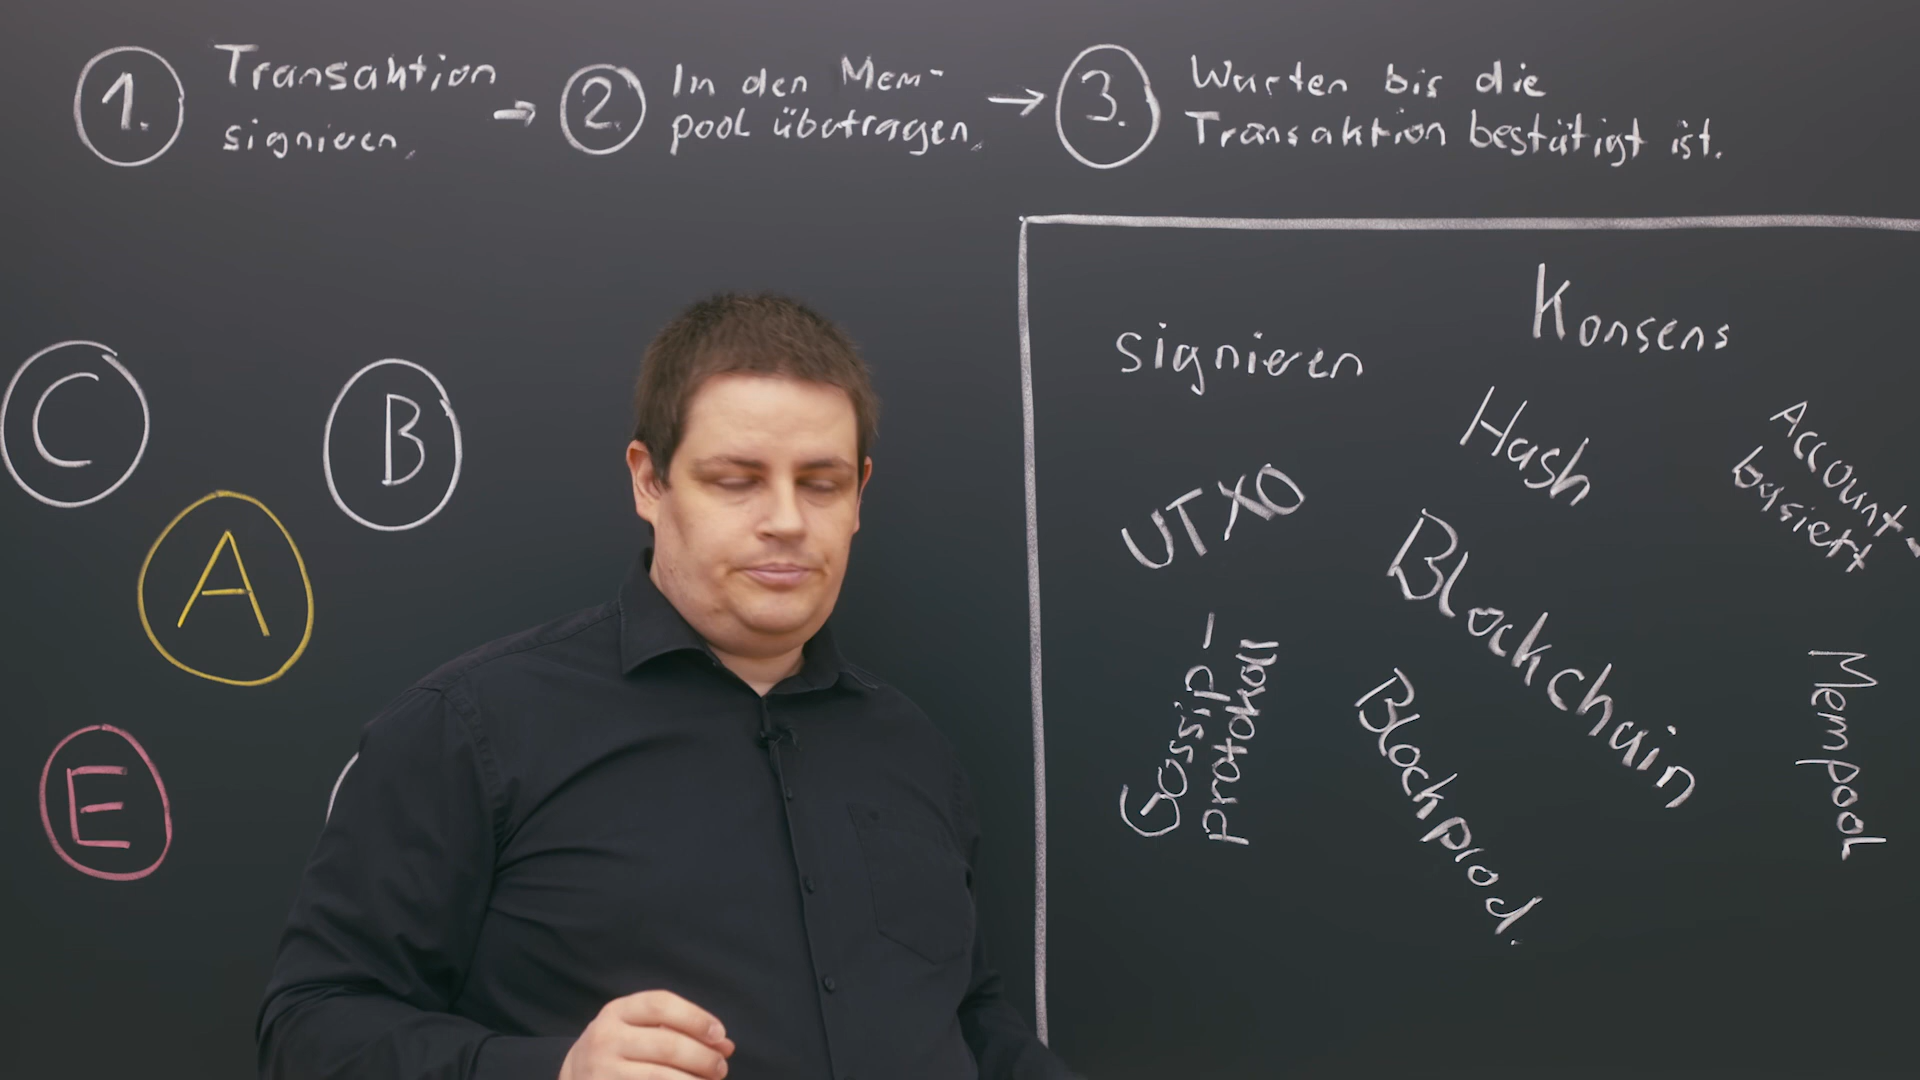 1.
Transaktion
signieren.
2.
In den Mem-
pool übertragen.
3.
Warten bis die
Transaktion bestätigt ist.
C
B
A
E
Konsens
signieren
Hash
Account-
basiert
UTXO
Blockchain
Gossip-
protokoll
Blockprod.
Mempool